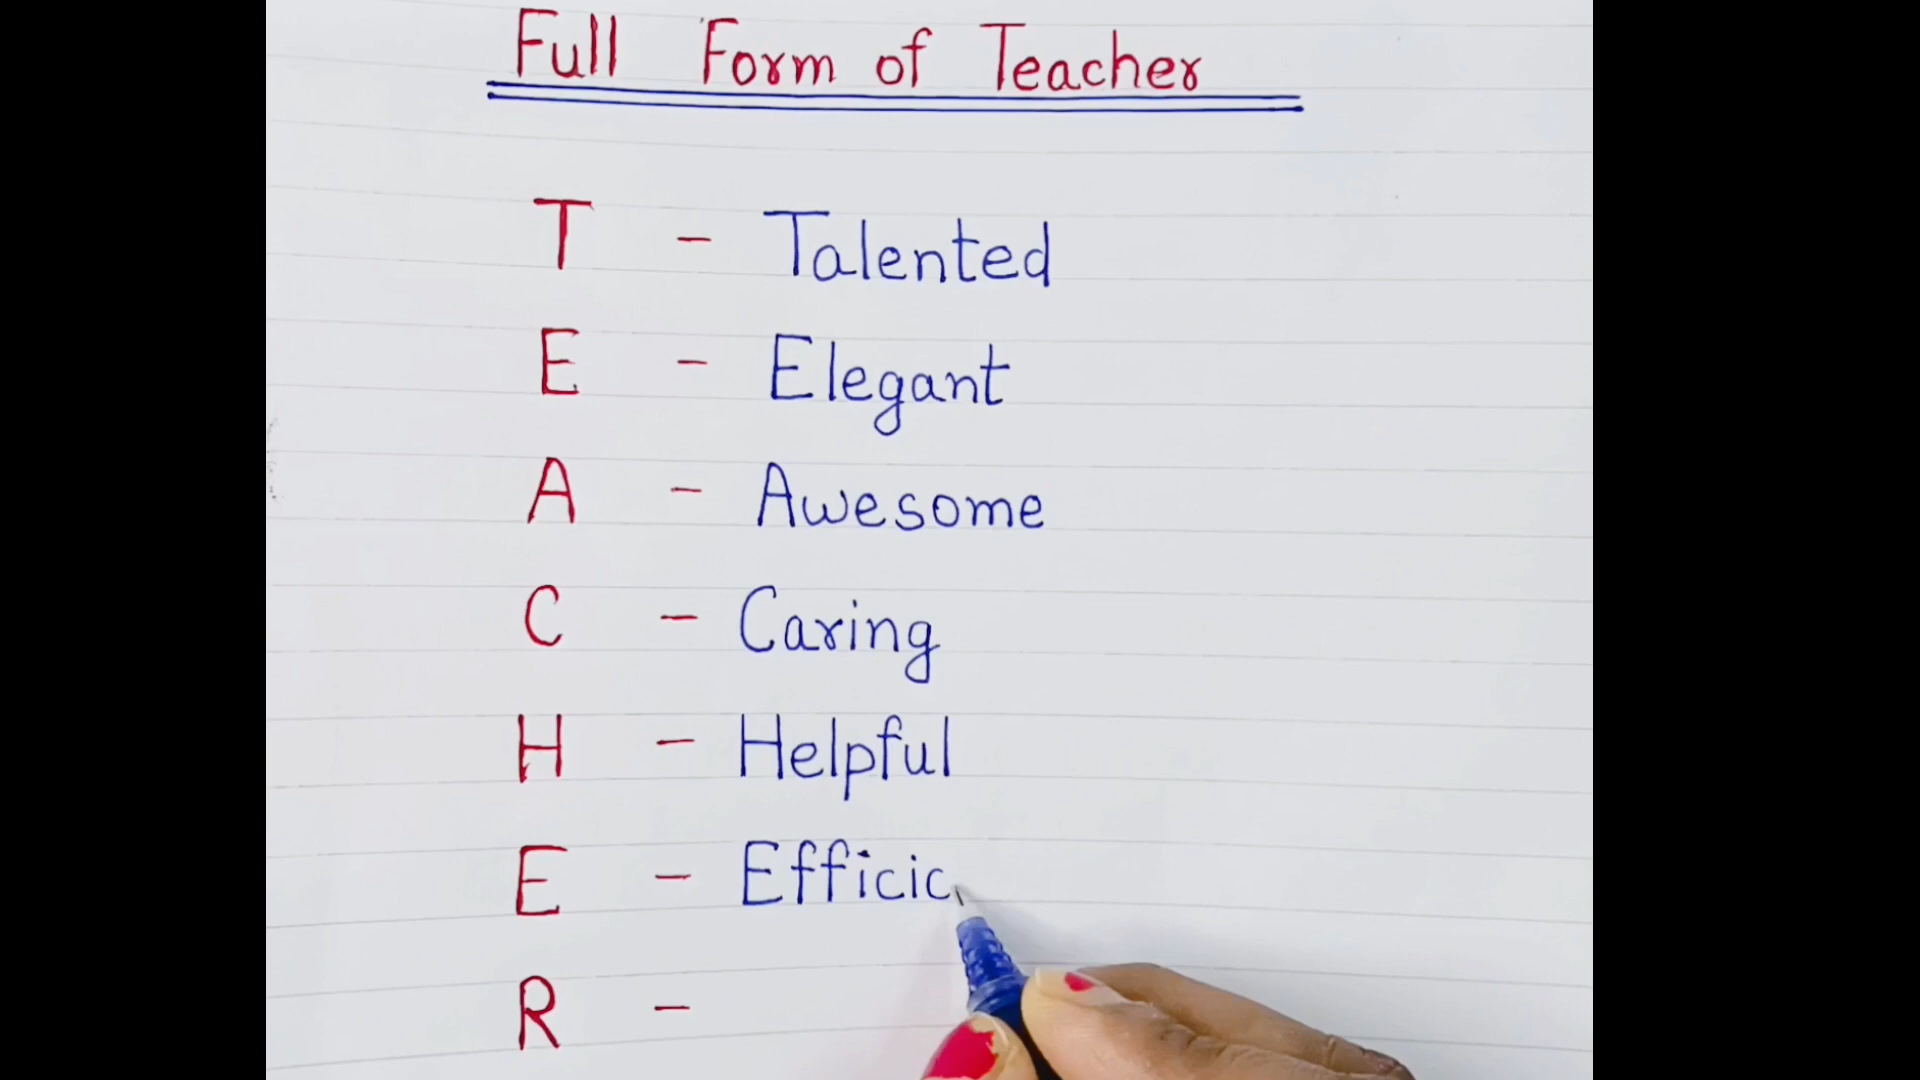 Full Form of Teacher
T - Talented
E - Elegant
A - Awesome
C - Caring
H - Helpful
E - Efficic
R -